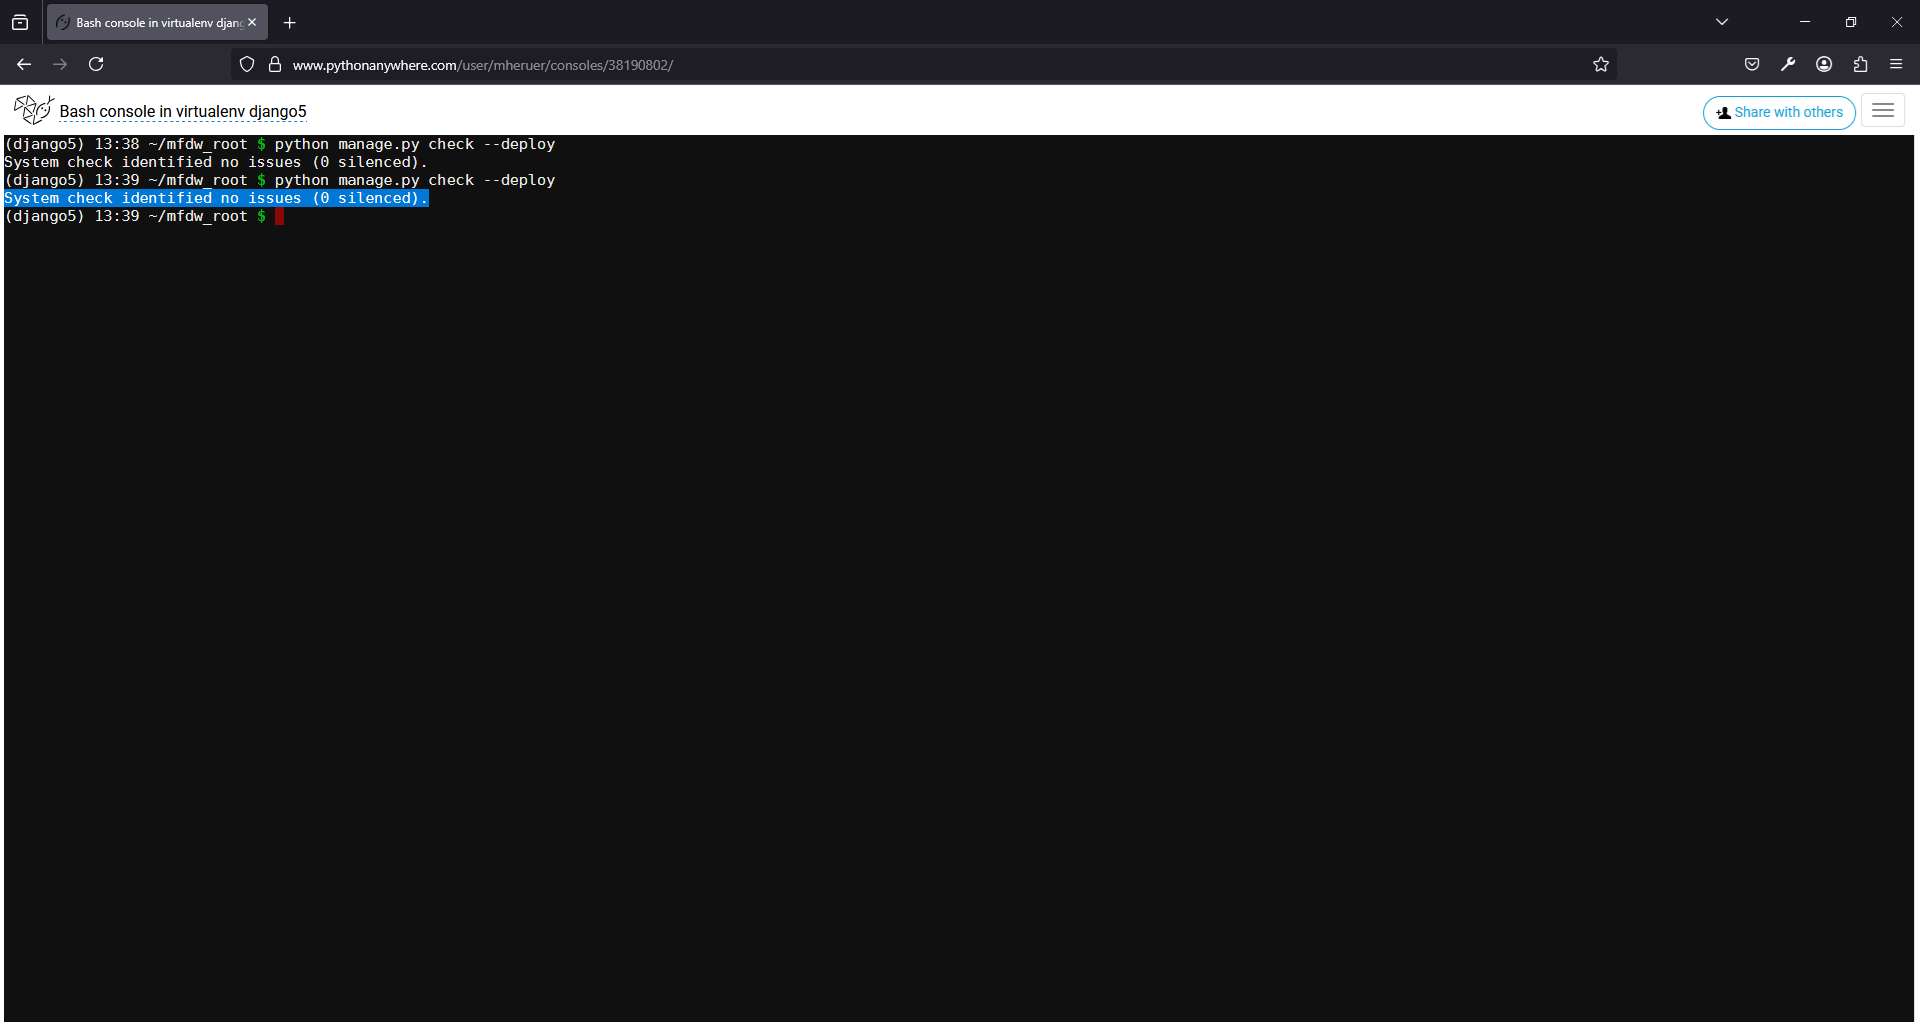 Bash console in virtualenv djang
www.pythonanywhere.com/user/mheruer/consoles/38190802/
Bash console in virtualenv django5
Share with others
(django5) 13:38 ~/mfdw_root $ python manage.py check --deploy
System check identified no issues (0 silenced).
(django5) 13:39 ~/mfdw_root $ python manage.py check --deploy
System check identified no issues (0 silenced).
(django5) 13:39 ~/mfdw_root $